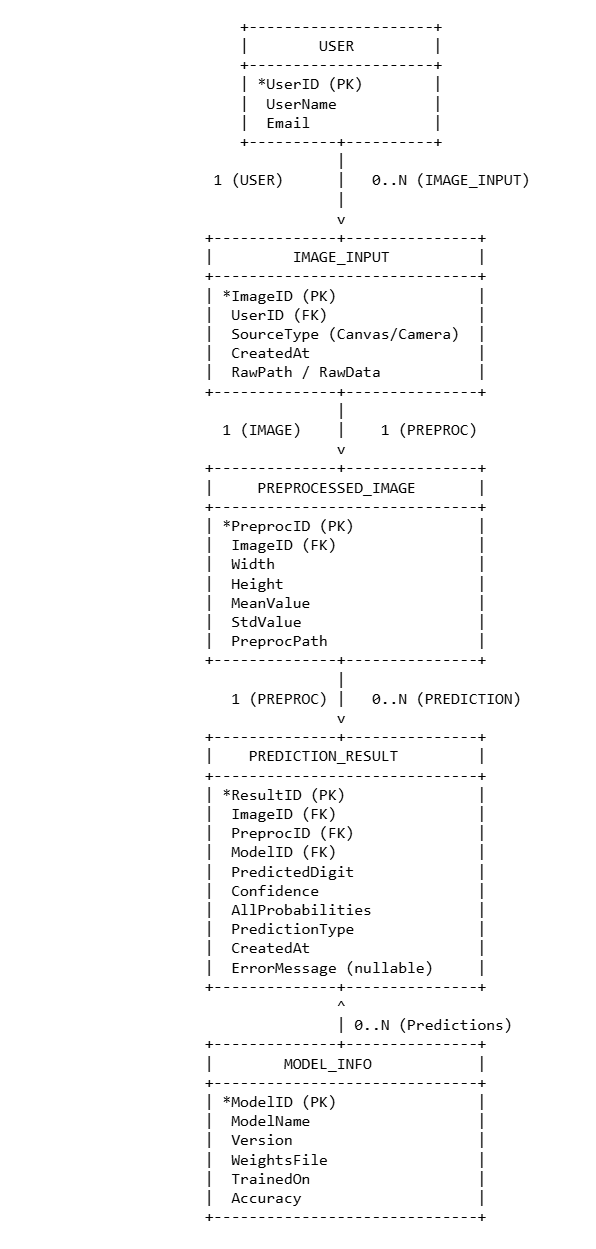 +---------------------+
|        USER         |
+---------------------+
| *UserID (PK)        |
|  UserName           |
|  Email              |
+----------+----------+
|
1 (USER)      |   0..N (IMAGE_INPUT)
|
v
+--------------+---------------+
|         IMAGE_INPUT          |
+------------------------------+
| *ImageID (PK)                |
|  UserID (FK)                 |
|  SourceType (Canvas/Camera)  |
|  CreatedAt                   |
|  RawPath / RawData           |
+--------------+---------------+
|
1 (IMAGE)    |    1 (PREPROC)
v
+--------------+---------------+
|     PREPROCESSED_IMAGE       |
+------------------------------+
| *PreprocID (PK)              |
|  ImageID (FK)                |
|  Width                       |
|  Height                      |
|  MeanValue                   |
|  StdValue                    |
|  PreprocPath                 |
+--------------+---------------+
|
1 (PREPROC) |   0..N (PREDICTION)
v
+--------------+---------------+
|    PREDICTION_RESULT         |
+------------------------------+
| *ResultID (PK)               |
|  ImageID (FK)                |
|  PreprocID (FK)              |
|  ModelID (FK)                |
|  PredictedDigit              |
|  Confidence                  |
|  AllProbabilities            |
|  PredictionType              |
|  CreatedAt                   |
|  ErrorMessage (nullable)     |
+--------------+---------------+
^
| 0..N (Predictions)
+--------------+---------------+
|        MODEL_INFO            |
+------------------------------+
| *ModelID (PK)                |
|  ModelName                   |
|  Version                     |
|  WeightsFile                 |
|  TrainedOn                   |
|  Accuracy                    |
+------------------------------+